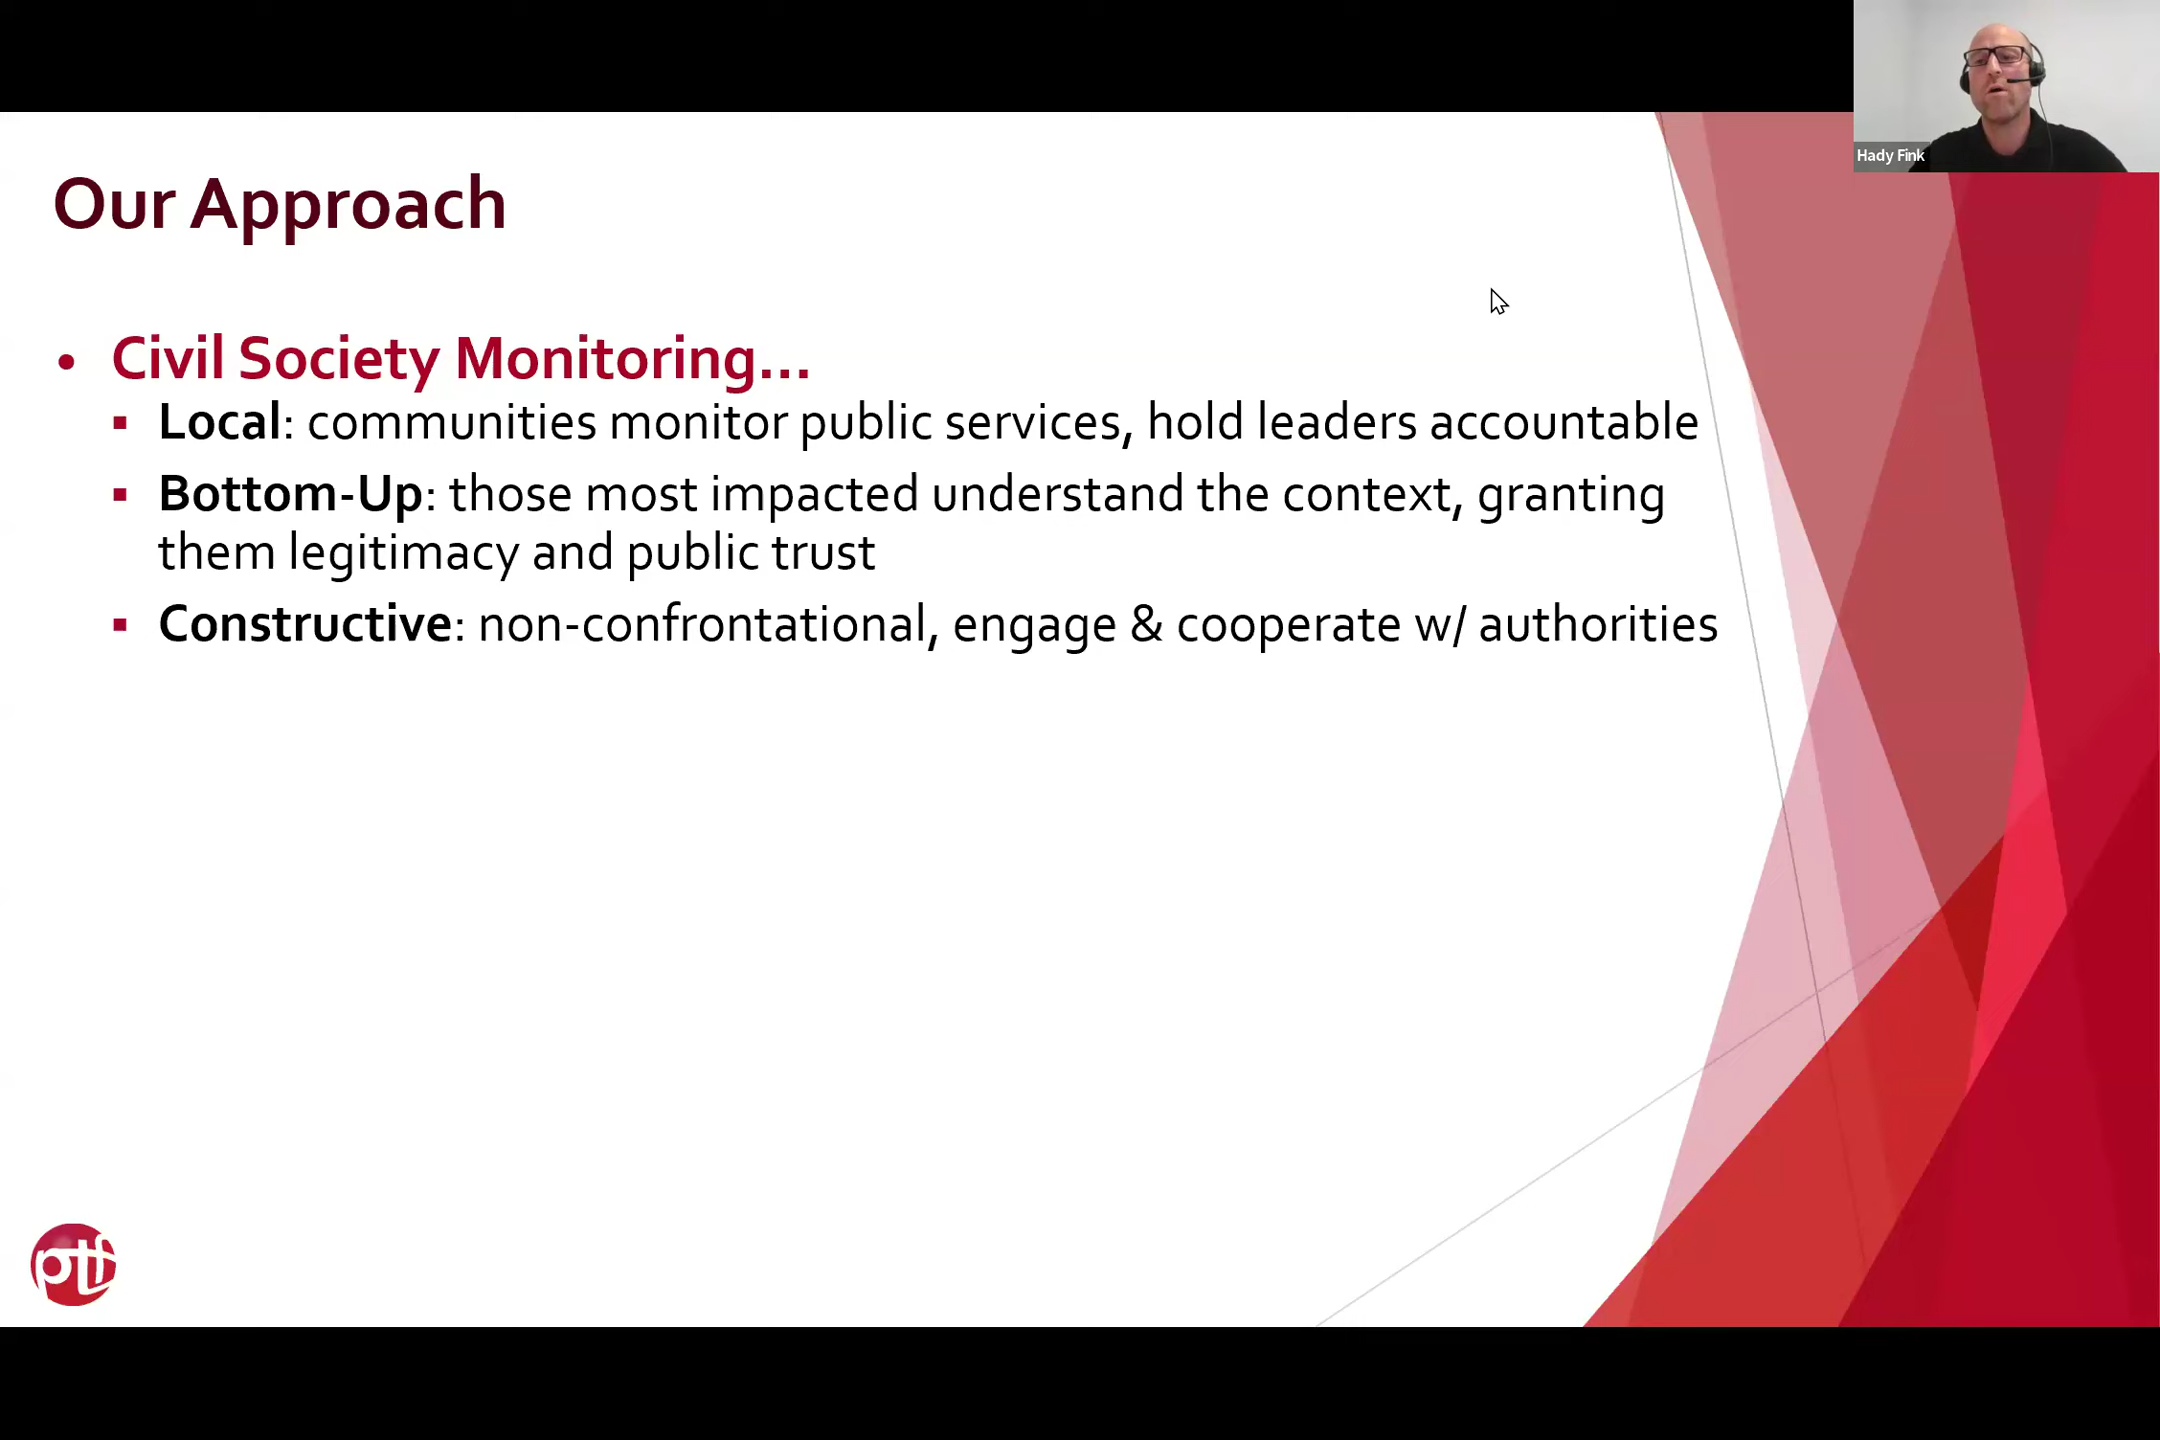 Hady Fink
Our Approach
• Civil Society Monitoring...
▪ Local: communities monitor public services, hold leaders accountable
▪ Bottom-Up: those most impacted understand the context, granting
them legitimacy and public trust
▪ Constructive: non-confrontational, engage & cooperate w/ authorities
ptf